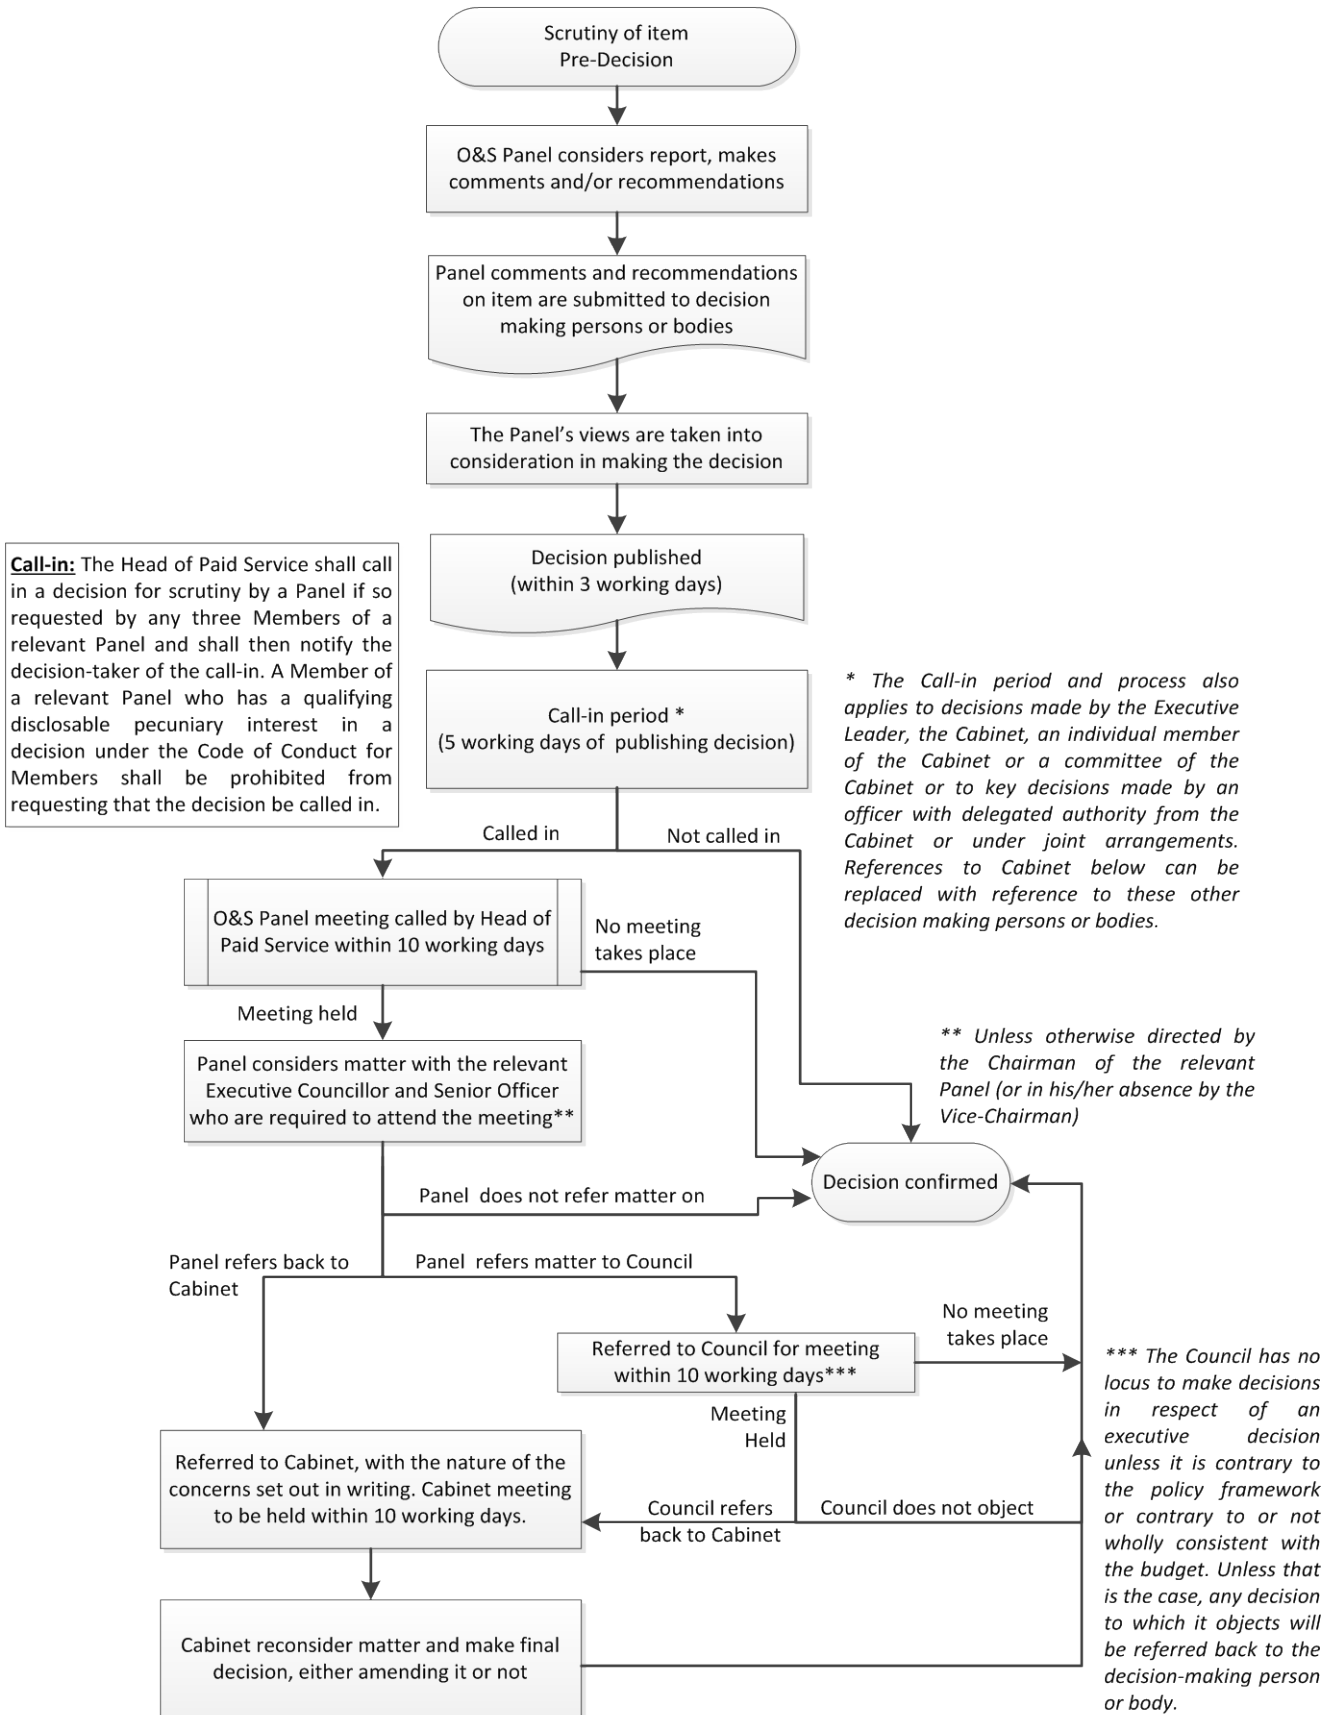 Scrutiny of item
Pre-Decision
O&S Panel considers report, makes
comments and/or recommendations
Panel comments and recommendations
on item are submitted to decision
making persons or bodies
The Panel’s views are taken into
consideration in making the decision
Decision published
(within 3 working days)
Call-in: The Head of Paid Service shall call
in a decision for scrutiny by a Panel if so
requested by any three Members of a
relevant Panel and shall then notify the
decision-taker of the call-in. A Member of
a relevant Panel who has a qualifying
disclosable pecuniary interest in a
decision under the Code of Conduct for
Members shall be prohibited from
requesting that the decision be called in.
Call-in period *
(5 working days of  publishing decision)
* The Call-in period and process also
applies to decisions made by the Executive
Leader, the Cabinet, an individual member
of the Cabinet or a committee of the
Cabinet or to key decisions made by an
officer with delegated authority from the
Cabinet or under joint arrangements.
References to Cabinet below can be
replaced with reference to these other
decision making persons or bodies.
Called in
Not called in
O&S Panel meeting called by Head of
Paid Service within 10 working days
No meeting
takes place
Meeting held
Panel considers matter with the relevant
Executive Councillor and Senior Officer
who are required to attend the meeting**
** Unless otherwise directed by
the Chairman of the relevant
Panel (or in his/her absence by the
Vice-Chairman)
Decision confirmed
Panel  does not refer matter on
Panel refers back to
Cabinet
Panel  refers matter to Council
Referred to Council for meeting
within 10 working days***
No meeting
takes place
Meeting
Held
*** The Council has no
locus to make decisions
in respect of an
executive decision
unless it is contrary to
the policy framework
or contrary to or not
wholly consistent with
the budget. Unless that
is the case, any decision
to which it objects will
be referred back to the
decision-making person
or body.
Referred to Cabinet, with the nature of the
concerns set out in writing. Cabinet meeting
to be held within 10 working days.
Council refers
back to Cabinet
Council does not object
Cabinet reconsider matter and make final
decision, either amending it or not